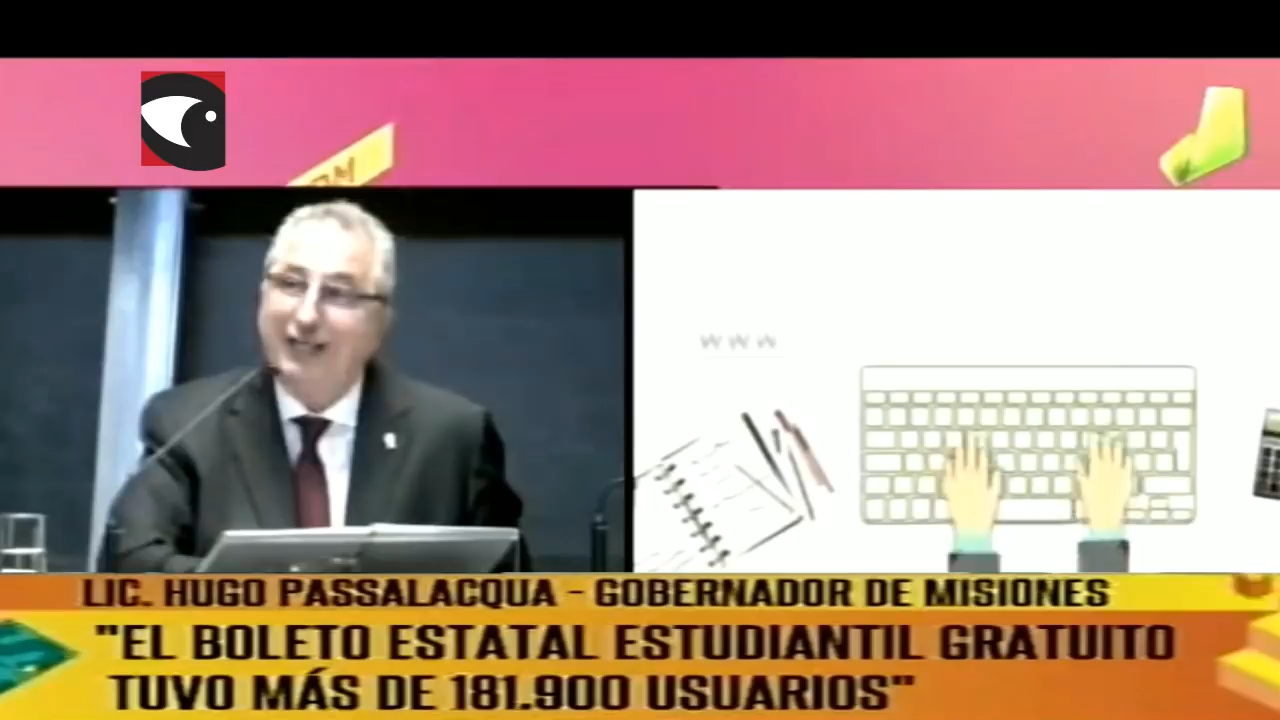 WWW
LIC. HUGO PASSALACQUA - GOBERNADOR DE MISIONES
"EL BOLETO ESTATAL ESTUDIANTIL GRATUITO
TUVO MÁS DE 181.900 USUARIOS"